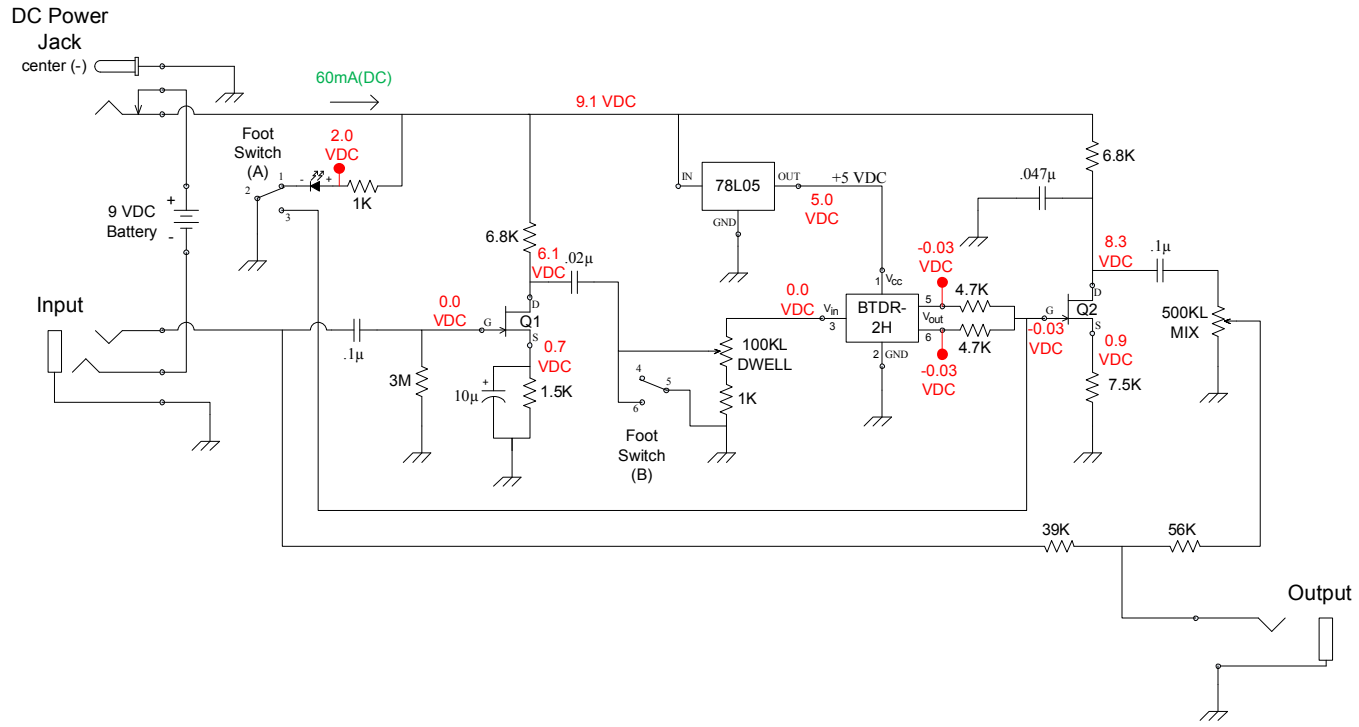 DC Power
Jack
center (-)
60mA(DC)
9.1 VDC
Foot
Switch
(A)
2.0
VDC
1
2
3
-
+
1K
9 VDC
Battery
+
-
6.8K
6.1
VDC
.02µ
IN
78L05
OUT
GND
+5 VDC
5.0
VDC
6.8K
.047µ
8.3
VDC
.1µ
Input
.1µ
0.0
VDC
G
D
Q1
S
0.7
VDC
3M
+
10µ
1.5K
4
5
6
Foot
Switch
(B)
100KL
DWELL
1K
0.0
VDC
Vin
3
1
Vcc
BTDR-
2H
5
Vout
6
2
GND
-0.03
VDC
4.7K
4.7K
-0.03
VDC
-0.03
VDC
G
D
Q2
S
0.9
VDC
7.5K
500KL
MIX
39K
56K
Output